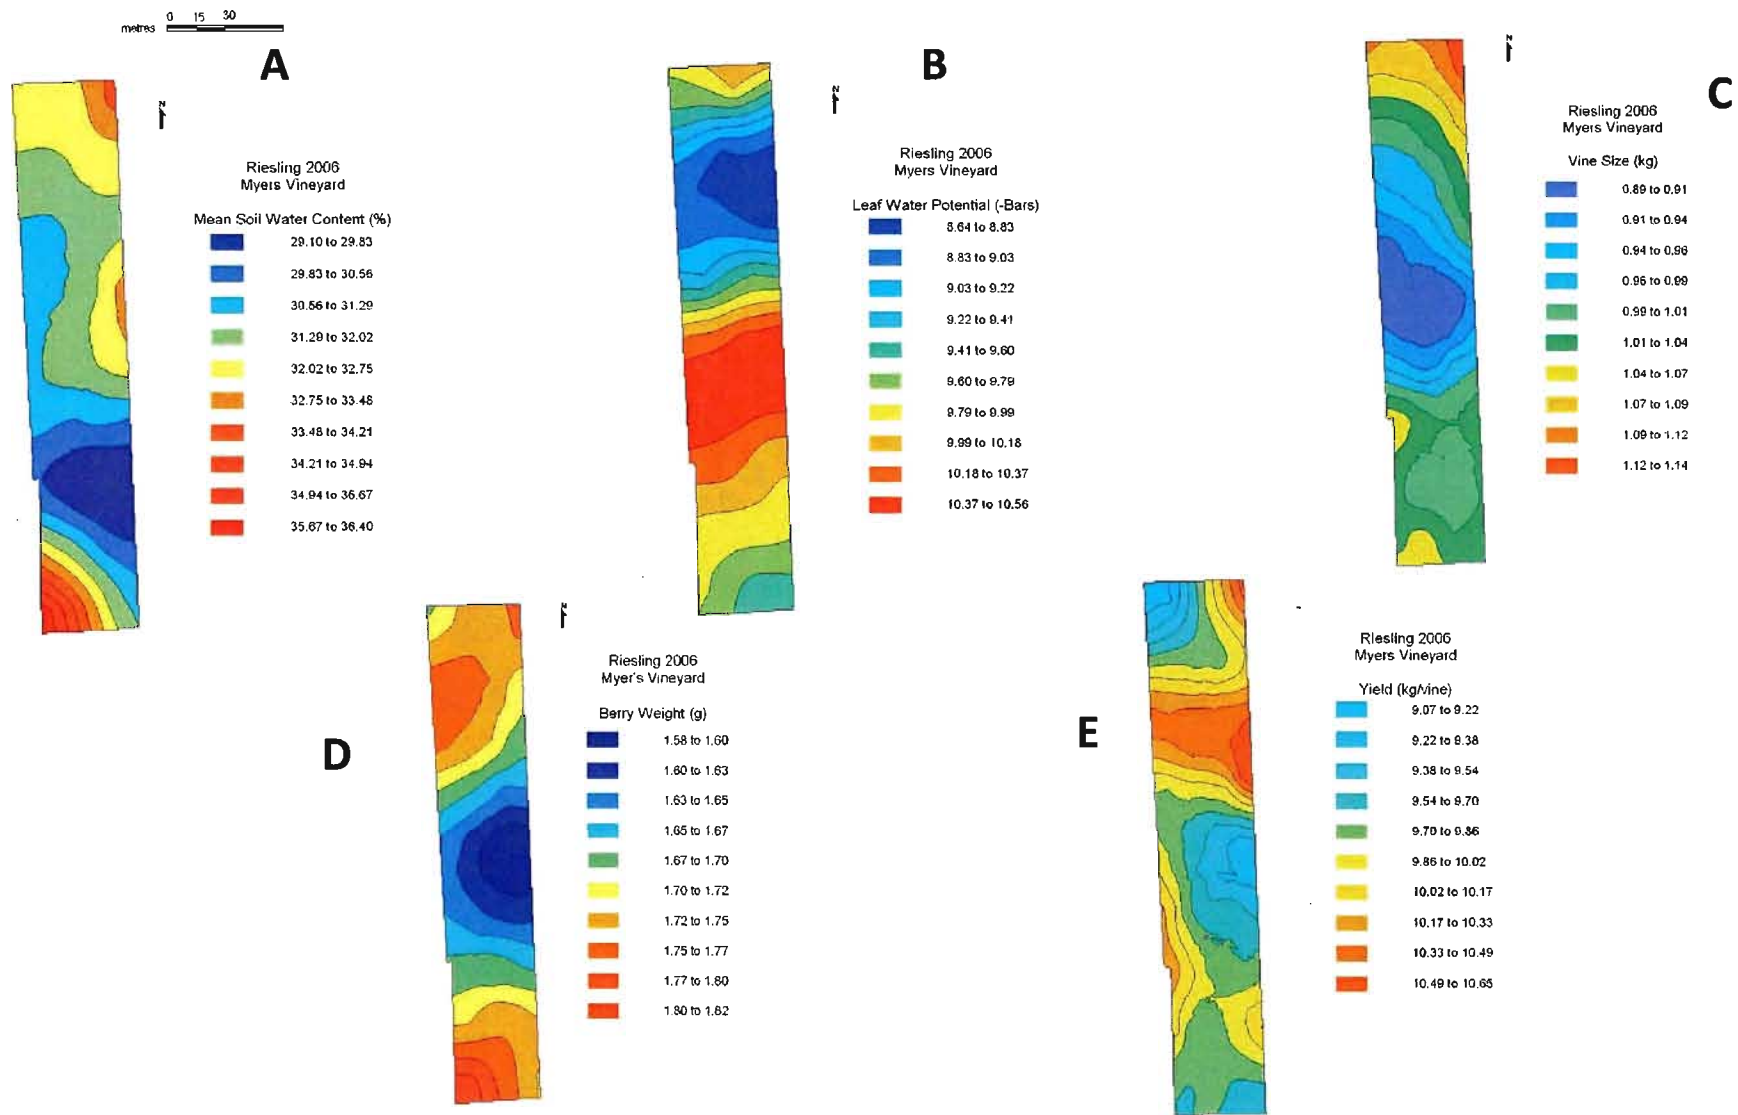 0 15 30
metres
A
N
Riesling 2006
Myers Vineyard
Mean Soil Water Content (%)
29.10 to 29.83
29.83 to 30.56
30.56 to 31.29
31.29 to 32.02
32.02 to 32.75
32.75 to 33.48
33.48 to 34.21
34.21 to 34.94
34.94 to 36.67
35.67 to 36.40
B
N
Riesling 2006
Myers Vineyard
Leaf Water Potential (-Bars)
8.64 to 8.83
8.83 to 9.03
9.03 to 9.22
9.22 to 9.41
9.41 to 9.60
9.60 to 9.79
9.79 to 9.99
9.99 to 10.18
10.18 to 10.37
10.37 to 10.56
C
N
Riesling 2006
Myers Vineyard
Vine Size (kg)
0.89 to 0.91
0.91 to 0.94
0.94 to 0.96
0.96 to 0.99
0.99 to 1.01
1.01 to 1.04
1.04 to 1.07
1.07 to 1.09
1.09 to 1.12
1.12 to 1.14
D
N
Riesling 2006
Myer's Vineyard
Berry Weight (g)
1.58 to 1.60
1.60 to 1.63
1.63 to 1.65
1.65 to 1.67
1.67 to 1.70
1.70 to 1.72
1.72 to 1.75
1.75 to 1.77
1.77 to 1.80
1.80 to 1.82
E
Riesling 2006
Myers Vineyard
Yield (kg/vine)
9.07 to 9.22
9.22 to 9.38
9.38 to 9.54
9.54 to 9.70
9.70 to 9.86
9.86 to 10.02
10.02 to 10.17
10.17 to 10.33
10.33 to 10.49
10.49 to 10.65